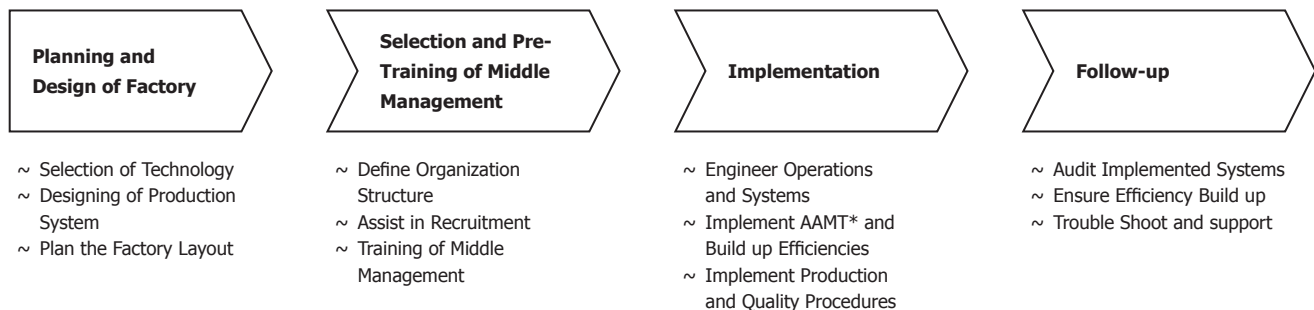 Planning and
Design of Factory
~ Selection of Technology
~ Designing of Production
System
~ Plan the Factory Layout
Selection and Pre-
Training of Middle
Management
~ Define Organization
Structure
~ Assist in Recruitment
~ Training of Middle
Management
Implementation
~ Engineer Operations
and Systems
~ Implement AAMT* and
Build up Efficiencies
~ Implement Production
and Quality Procedures
Follow-up
~ Audit Implemented Systems
~ Ensure Efficiency Build up
~ Trouble Shoot and support